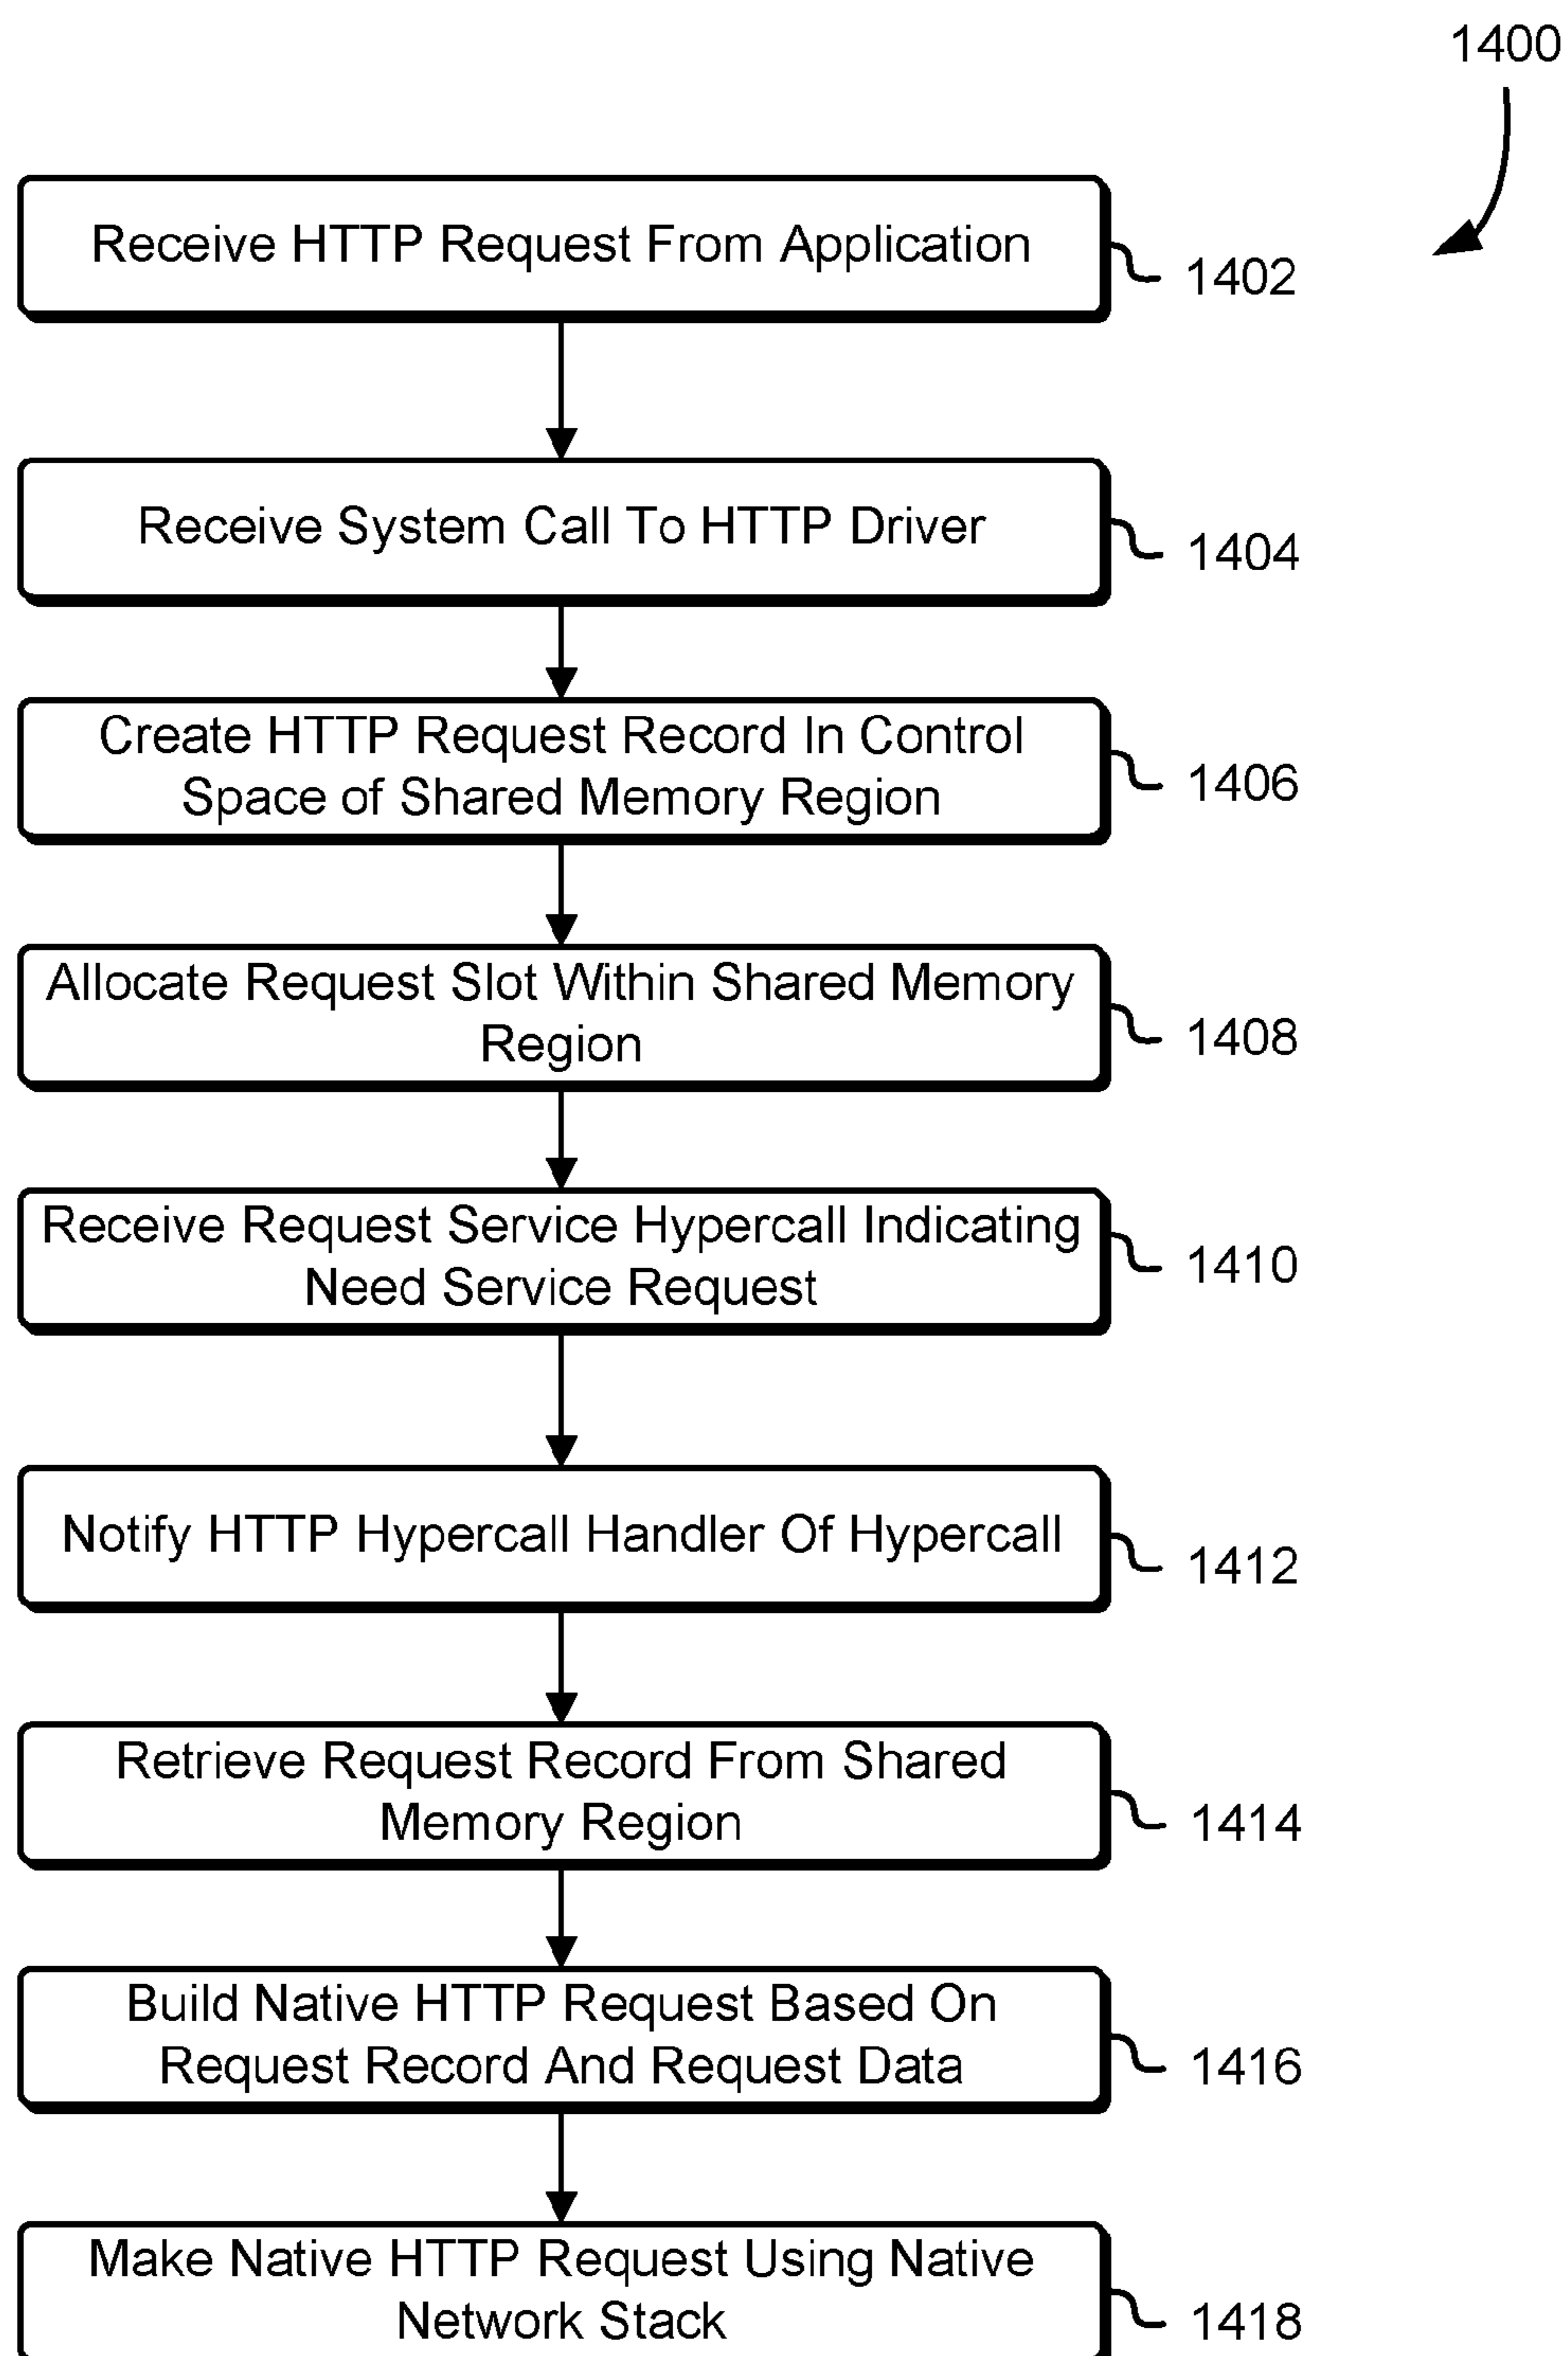 1400
Receive HTTP Request From Application
1402
Receive System Call To HTTP Driver
1404
Create HTTP Request Record In Control
Space of Shared Memory Region
1406
Allocate Request Slot Within Shared Memory
Region
1408
Receive Request Service Hypercall Indicating
Need Service Request
1410
Notify HTTP Hypercall Handler Of Hypercall
1412
Retrieve Request Record From Shared
Memory Region
1414
Build Native HTTP Request Based On
Request Record And Request Data
1416
Make Native HTTP Request Using Native
Network Stack
1418